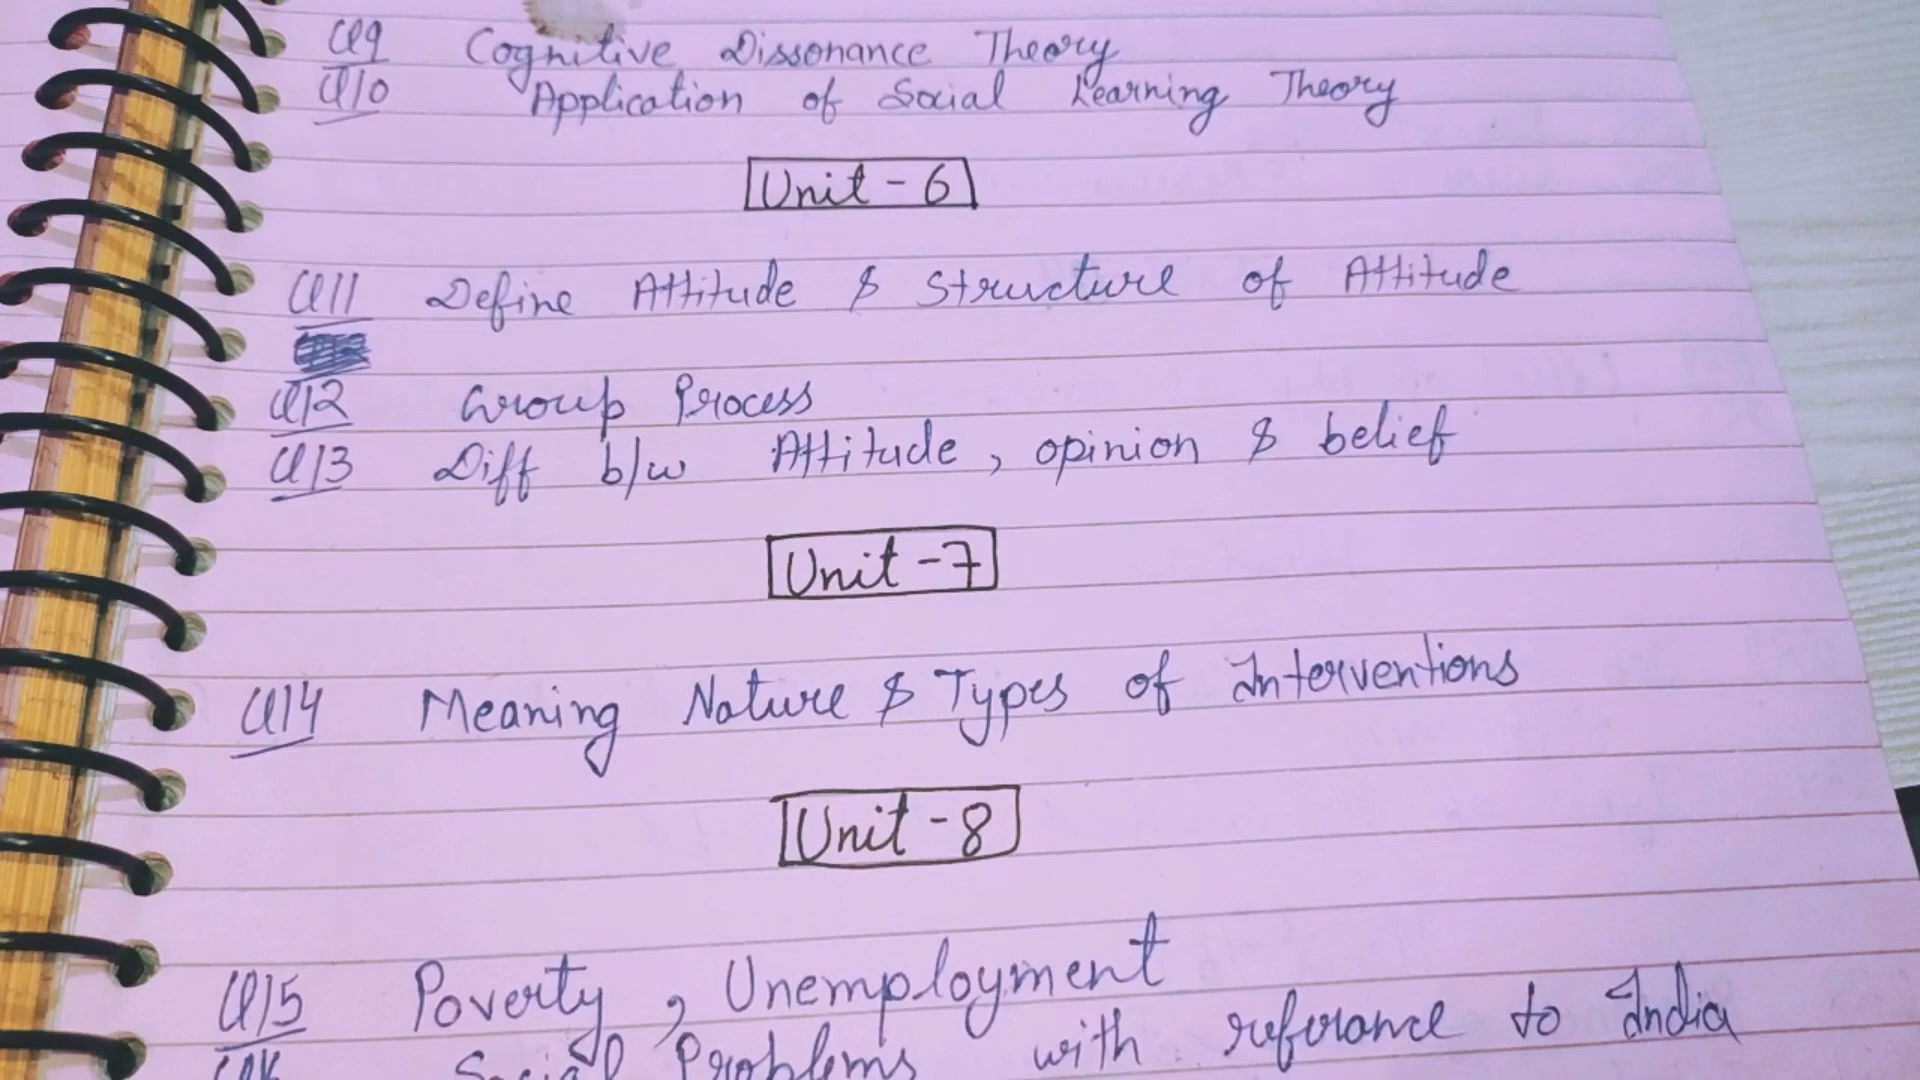 Q9 Cognitive Dissonance Theory
Q10 Application of Social Learning Theory
Unit - 6
Q11 Define Attitude & Structure of Attitude
Q12 Group Process
Q13 Diff b/w Attitude, opinion & belief
Unit - 7
Q14 Meaning Nature & Types of Interventions
Unit - 8
Q15 Poverty, Unemployment
Social Problems with referance to India